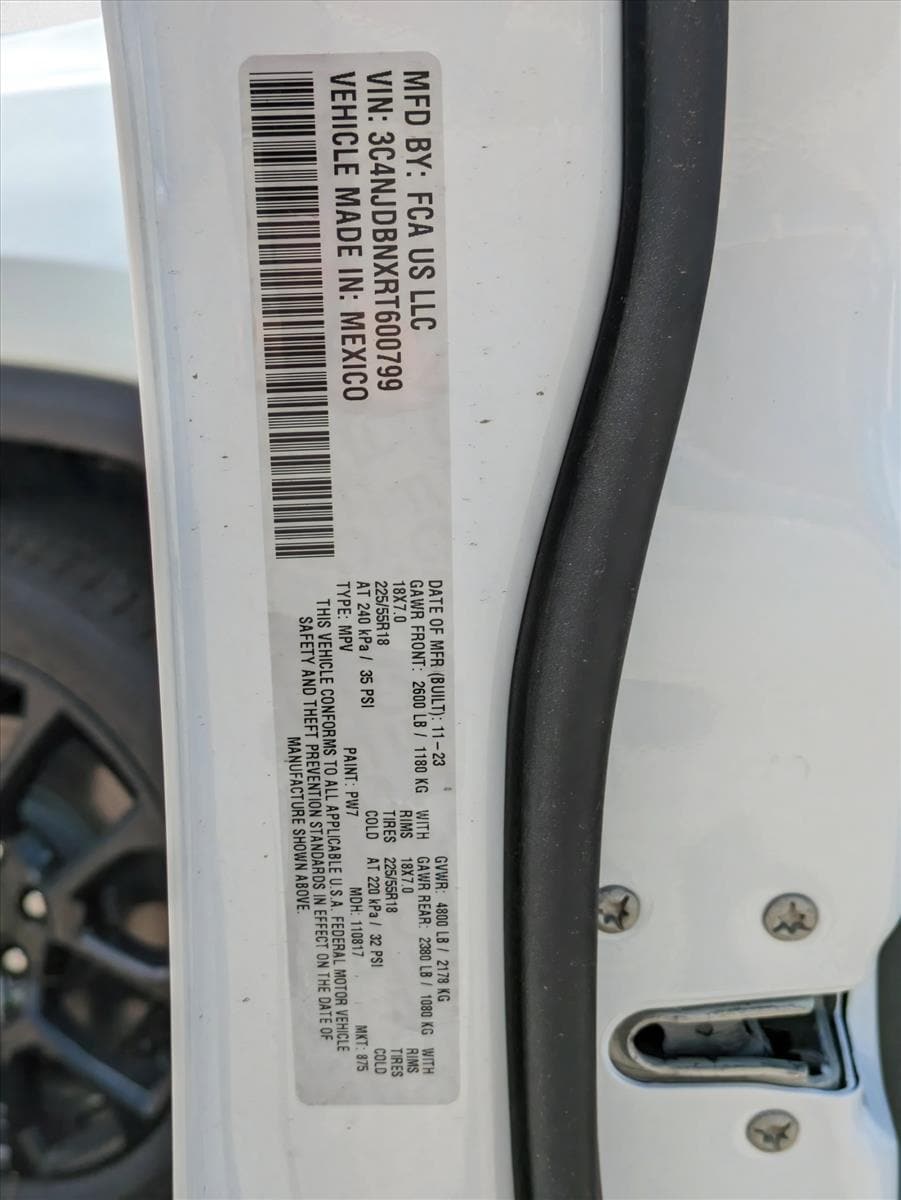 MFD BY: FCA US LLC
VIN: 3C4NJDBNXRT600799
VEHICLE MADE IN: MEXICO
DATE OF MFR (BUILT): 11-23 GVWR: 4800 LB / 2178 KG
GAWR FRONT: 2600 LB / 1180 KG WITH GAWR REAR: 2380 LB / 1080 KG WITH
18X7.0 RIMS 18X7.0 RIMS
225/55R18 TIRES 225/55R18 TIRES
AT 240 kPa / 35 PSI COLD AT 220 kPa / 32 PSI COLD
TYPE: MPV PAINT: PW7 MDH: 110817 MKT: 875
THIS VEHICLE CONFORMS TO ALL APPLICABLE U.S.A. FEDERAL MOTOR VEHICLE
SAFETY AND THEFT PREVENTION STANDARDS IN EFFECT ON THE DATE OF
MANUFACTURE SHOWN ABOVE.